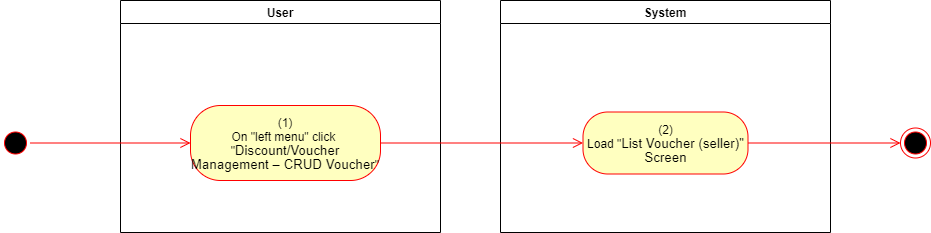 User
System
(1)
On "left menu" click
"Discount/Voucher
Management – CRUD Voucher"
(2)
Load "List Voucher (seller)"
Screen